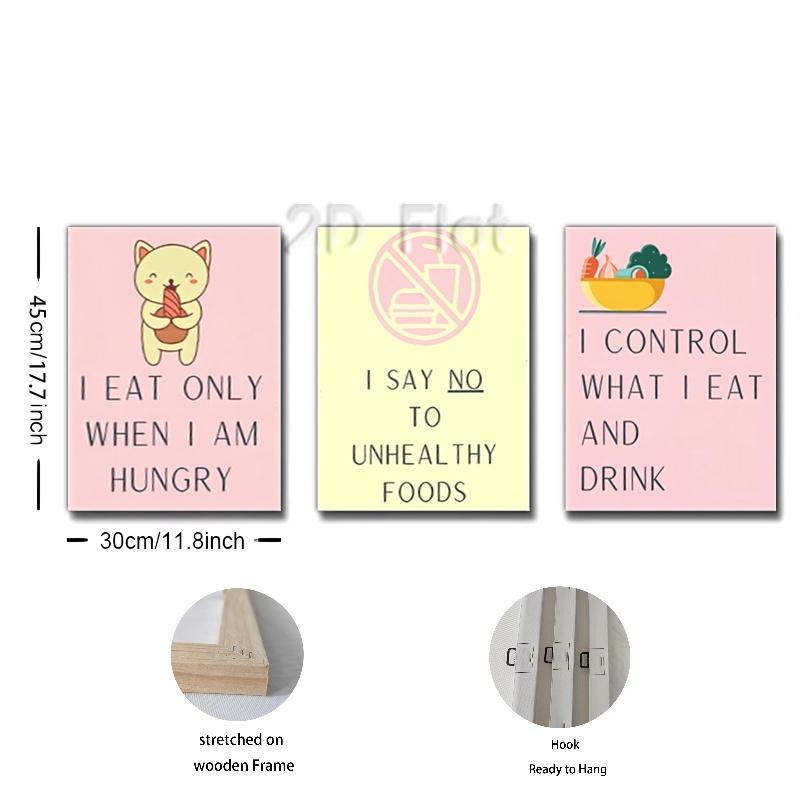 2D Flat
45cm/17.7inch
I EAT ONLY
WHEN I AM
HUNGRY
I SAY NO
TO
UNHEALTHY
FOODS
I CONTROL
WHAT I EAT
AND
DRINK
30cm/11.8inch
stretched on
wooden Frame
Hook
Ready to Hang